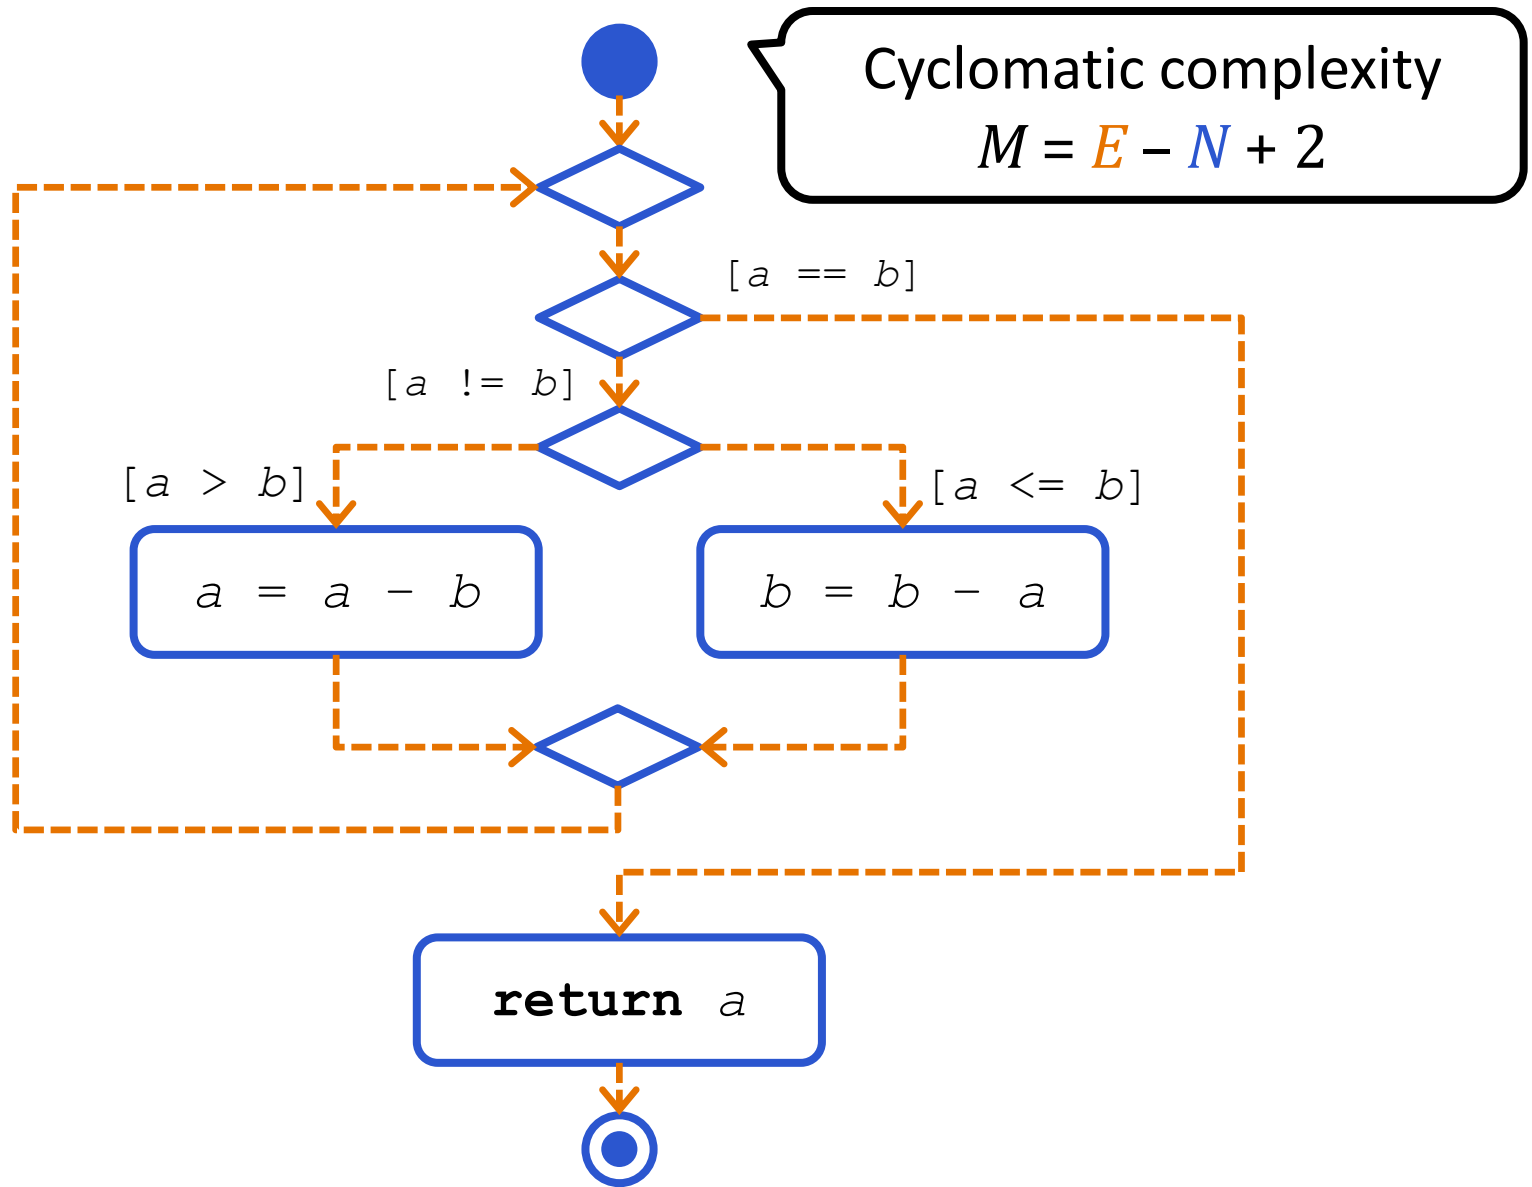 Cyclomatic complexity
M = E – N + 2
[a == b]
[a != b]
[a > b]
[a <= b]
a = a - b
b = b - a
return a